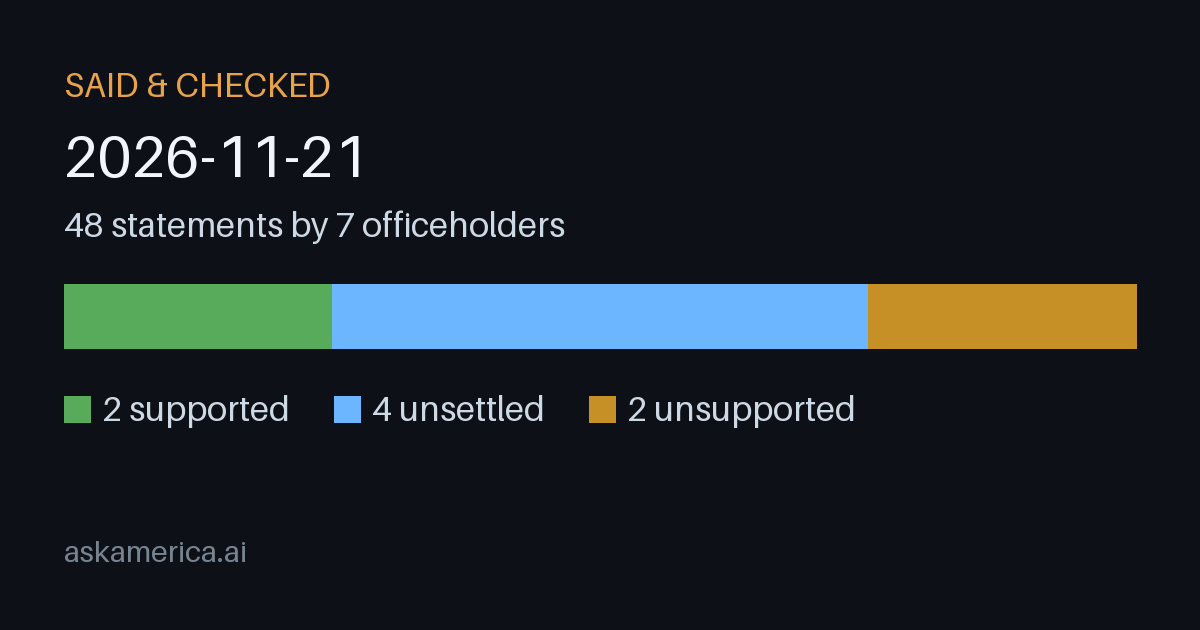 SAID & CHECKED
2026-11-21
48 statements by 7 officeholders
2 supported 4 unsettled 2 unsupported
askamerica.ai